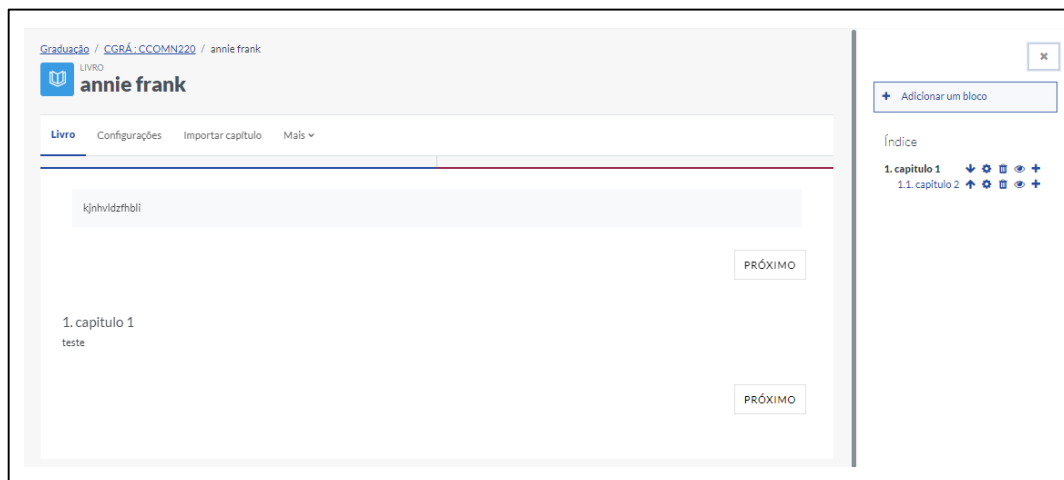 Graduação / CGRÁ : CCOMN220 / annie frank
LIVRO
annie frank
Livro Configurações Importar capítulo Mais
kjnhvldzfhbli
PRÓXIMO
1. capitulo 1
teste
PRÓXIMO
Adicionar um bloco
Índice
1. capitulo 1
1.1. capitulo 2